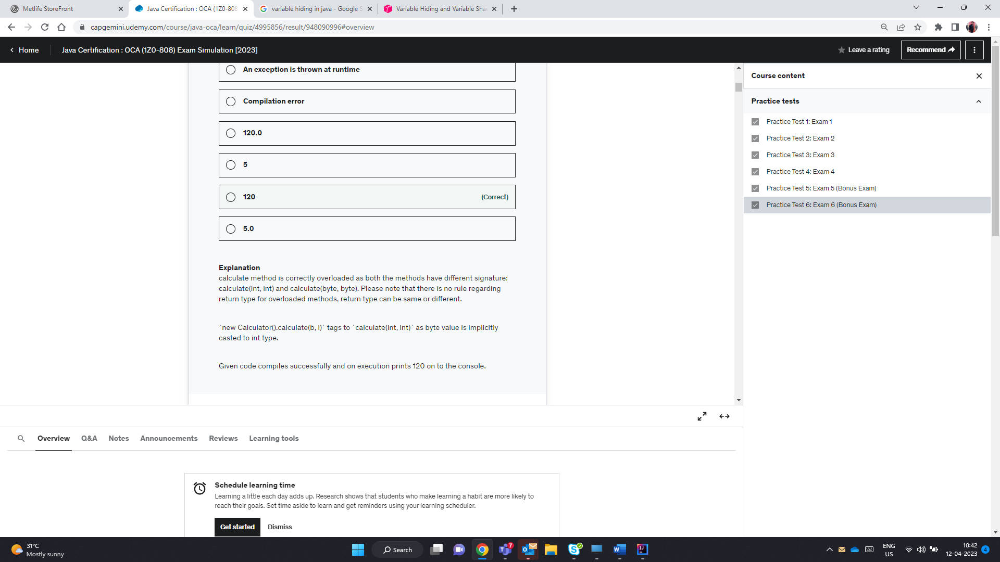 Metlife StoreFront
Java Certification : OCA (1Z0-808
variable hiding in java - Google S
Variable Hiding and Variable Sha
capgemini.udemy.com/course/java-oca/learn/quiz/4995856/result/948090996#overview
Home
Java Certification : OCA (1Z0-808) Exam Simulation [2023]
Leave a rating
Recommend
An exception is thrown at runtime
Compilation error
120.0
5
120
(Correct)
5.0
Explanation
calculate method is correctly overloaded as both the methods have different signature:
calculate(int, int) and calculate(byte, byte). Please note that there is no rule regarding
return type for overloaded methods, return type can be same or different.
`new Calculator().calculate(b, i)` tags to `calculate(int, int)` as byte value is implicitly
casted to int type.
Given code compiles successfully and on execution prints 120 on to the console.
Course content
Practice tests
Practice Test 1: Exam 1
Practice Test 2: Exam 2
Practice Test 3: Exam 3
Practice Test 4: Exam 4
Practice Test 5: Exam 5 (Bonus Exam)
Practice Test 6: Exam 6 (Bonus Exam)
Overview
Q&A
Notes
Announcements
Reviews
Learning tools
Schedule learning time
Learning a little each day adds up. Research shows that students who make learning a habit are more likely to
reach their goals. Set time aside to learn and get reminders using your learning scheduler.
Get started
Dismiss
31°C
Mostly sunny
Search
7
ENG
US
10:42
12-04-2023
4